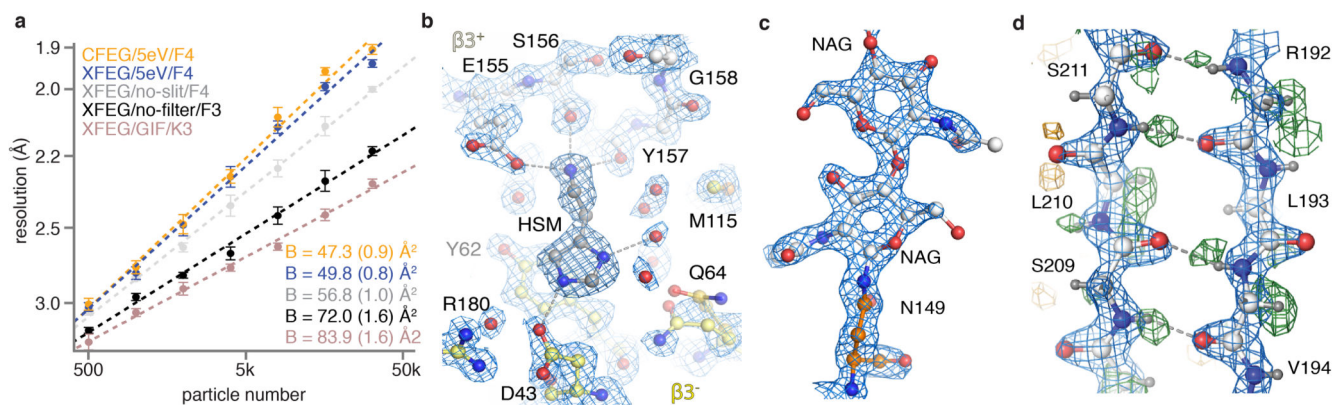 a
1.9
2.0
2.2
2.5
3.0
resolution (Å)
CFEG/5eV/F4
XFEG/5eV/F4
XFEG/no-slit/F4
XFEG/no-filter/F3
XFEG/GIF/K3
B = 47.3 (0.9) Å²
B = 49.8 (0.8) Å²
B = 56.8 (1.0) Å²
B = 72.0 (1.6) Å²
B = 83.9 (1.6) Å2
500
5k
50k
particle number
b
β3⁺
S156
E155
G158
Y157
HSM
M115
Y62
Q64
R180
D43
β3⁻
c
NAG
NAG
N149
d
R192
S211
L193
L210
S209
V194